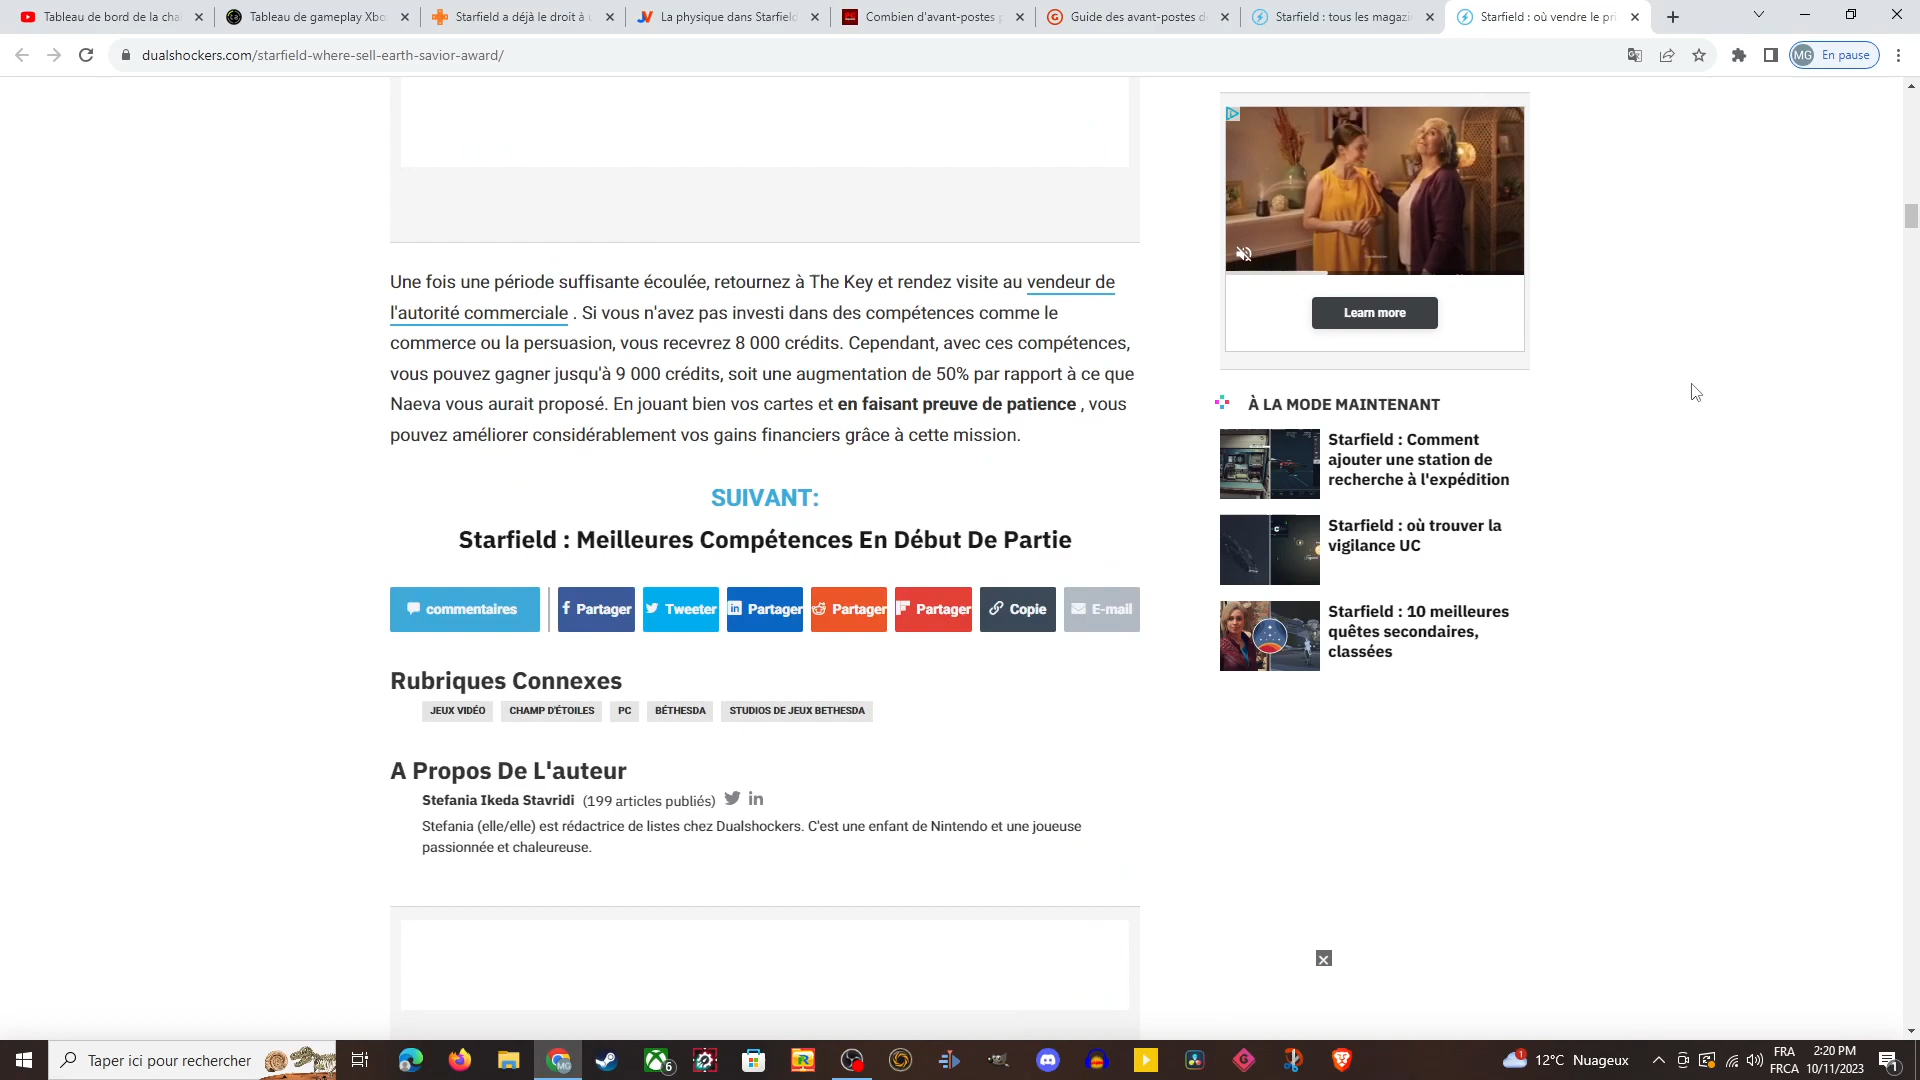 Tableau de bord de la cha
Tableau de gameplay Xbo
Starfield a déjà le droit à u
La physique dans Starfield
Combien d'avant-postes p
Guide des avant-postes d
Starfield : tous les magazi
Starfield : où vendre le pri
dualshockers.com/starfield-where-sell-earth-savior-award/
MG
En pause
Une fois une période suffisante écoulée, retournez à The Key et rendez visite au vendeur de
l'autorité commerciale . Si vous n'avez pas investi dans des compétences comme le
commerce ou la persuasion, vous recevrez 8 000 crédits. Cependant, avec ces compétences,
vous pouvez gagner jusqu'à 9 000 crédits, soit une augmentation de 50% par rapport à ce que
Naeva vous aurait proposé. En jouant bien vos cartes et en faisant preuve de patience , vous
pouvez améliorer considérablement vos gains financiers grâce à cette mission.
SUIVANT:
Starfield : Meilleures Compétences En Début De Partie
commentaires
Partager
Tweeter
Partager
Partager
Partager
Copie
E-mail
Rubriques Connexes
JEUX VIDÉO
CHAMP D'ÉTOILES
PC
BÉTHESDA
STUDIOS DE JEUX BETHESDA
A Propos De L'auteur
Stefania Ikeda Stavridi (199 articles publiés)
Stefania (elle/elle) est rédactrice de listes chez Dualshockers. C'est une enfant de Nintendo et une joueuse
passionnée et chaleureuse.
Learn more
À LA MODE MAINTENANT
Starfield : Comment
ajouter une station de
recherche à l'expédition
Starfield : où trouver la
vigilance UC
Starfield : 10 meilleures
quêtes secondaires,
classées
Taper ici pour rechercher
6
1
12°C Nuageux
FRA
FRCA
2:20 PM
10/11/2023
1